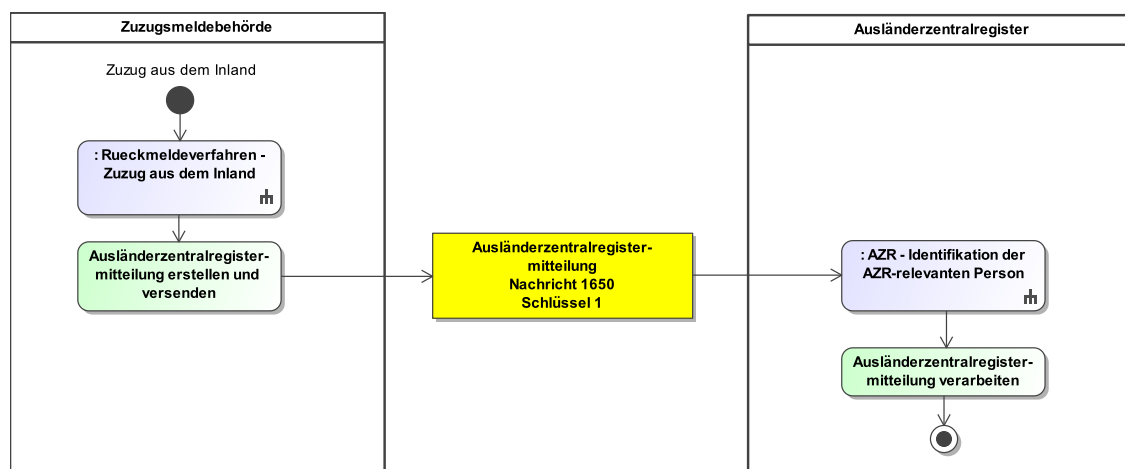 Zuzugsmeldebehörde
Ausländerzentralregister
Zuzug aus dem Inland
: Rueckmeldeverfahren -
Zuzug aus dem Inland
Ausländerzentralregister-
mitteilung erstellen und
versenden
Ausländerzentralregister-
mitteilung
Nachricht 1650
Schlüssel 1
: AZR - Identifikation der
AZR-relevanten Person
Ausländerzentralregister-
mitteilung verarbeiten